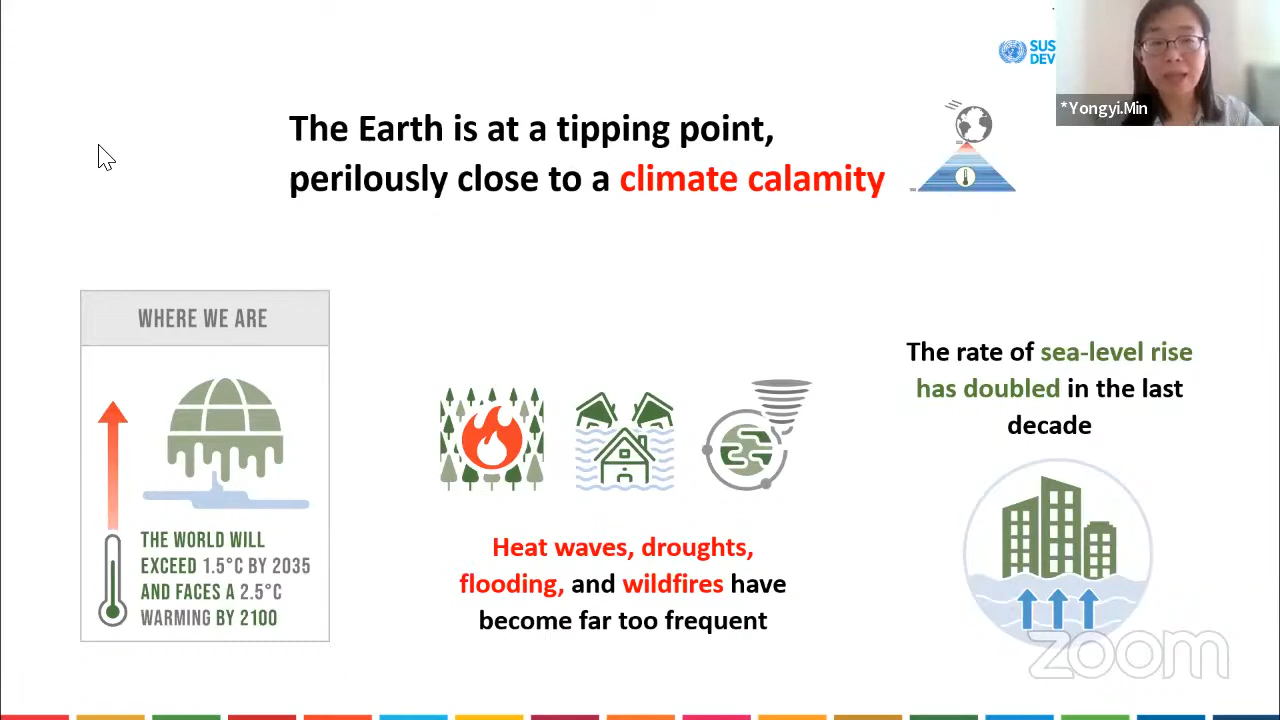 SUS
DEV
*Yongyi.Min
The Earth is at a tipping point,
perilously close to a climate calamity
WHERE WE ARE
THE WORLD WILL
EXCEED 1.5°C BY 2035
AND FACES A 2.5°C
WARMING BY 2100
Heat waves, droughts,
flooding, and wildfires have
become far too frequent
The rate of sea-level rise
has doubled in the last
decade
zoom